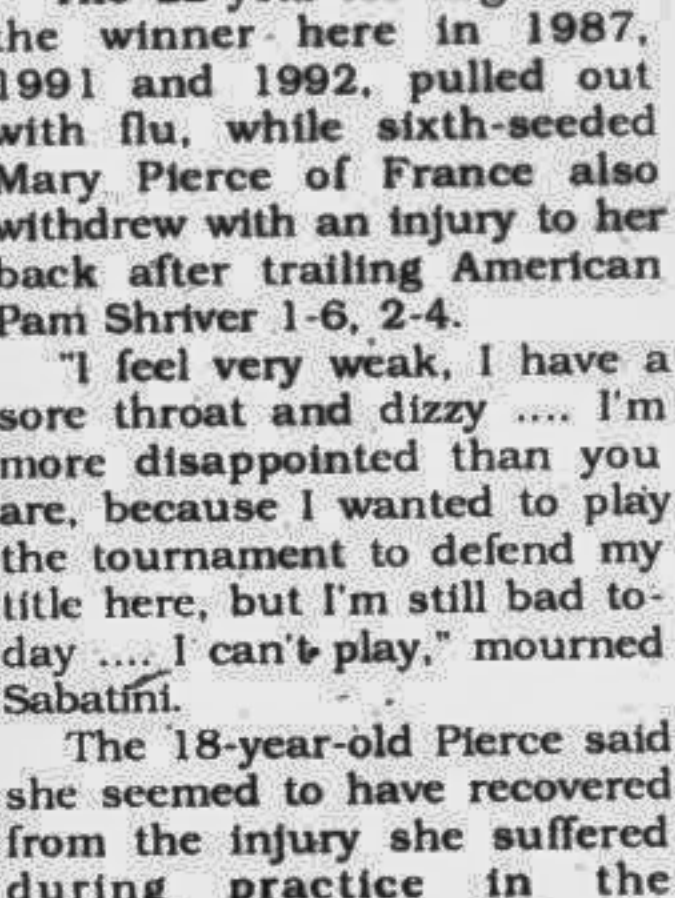 the winner here in 1987,
1991 and 1992, pulled out
with flu, while sixth-seeded
Mary Pierce of France also
withdrew with an injury to her
back after trailing American
Pam Shriver 1-6, 2-4.
"I feel very weak, I have a
sore throat and dizzy .... I'm
more disappointed than you
are, because I wanted to play
the tournament to defend my
title here, but I'm still bad to-
day .... I can't play," mourned
Sabatini.
The 18-year-old Pierce said
she seemed to have recovered
from the injury she suffered
during practice in the